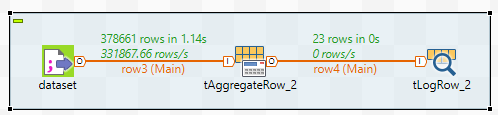 378661 rows in 1.14s
331867.66 rows/s
row3 (Main)
23 rows in 0s
0 rows/s
row4 (Main)
O
I
O
I
dataset
tAggregateRow_2
tLogRow_2